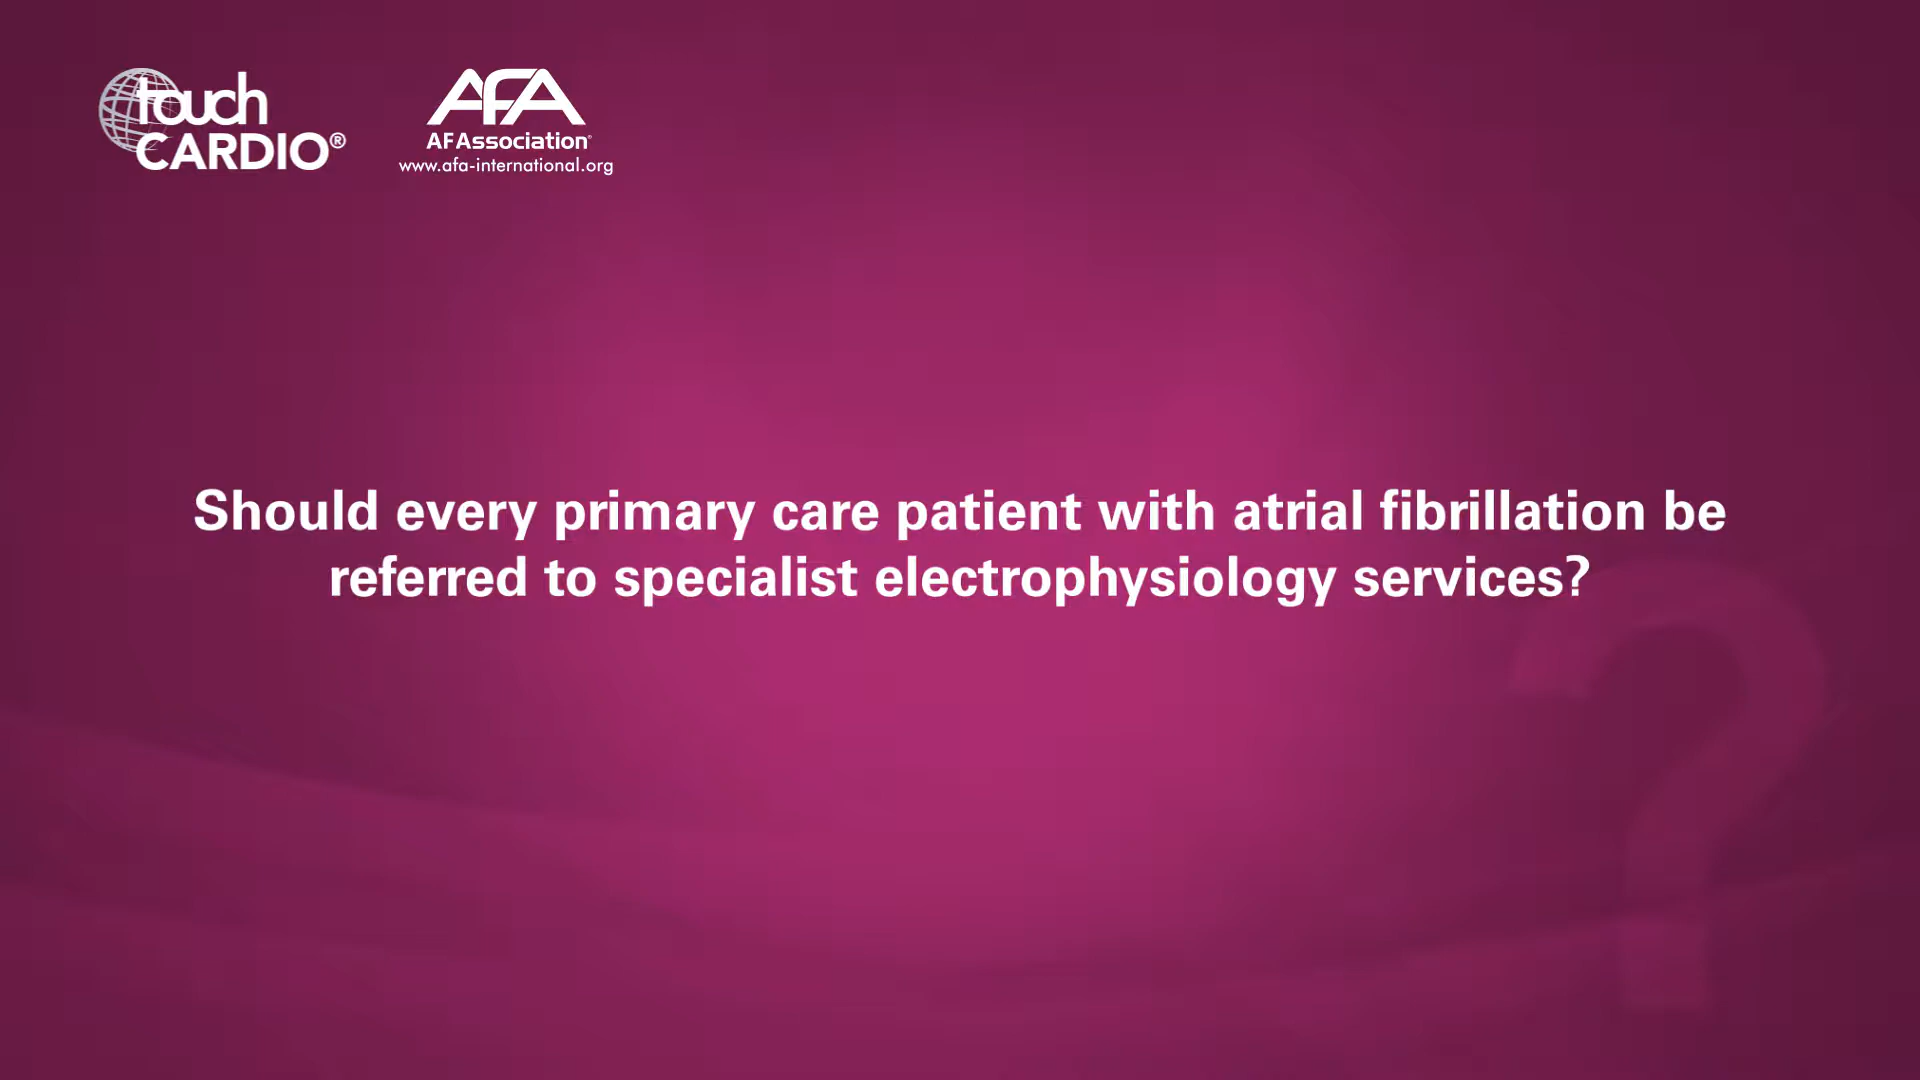 touch
CARDIO®
AFA
AFAssociation®
www.afa-international.org
Should every primary care patient with atrial fibrillation be
referred to specialist electrophysiology services?
?